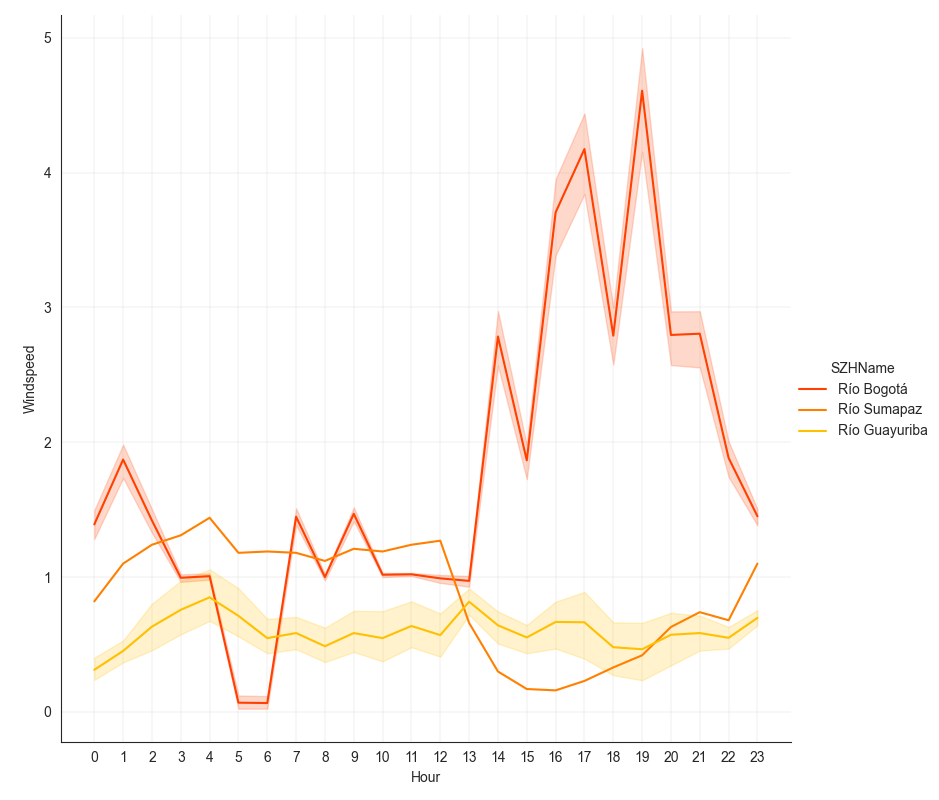 5
4
3
2
1
0
Windspeed
0 1 2 3 4 5 6 7 8 9 10 11 12 13 14 15 16 17 18 19 20 21 22 23
Hour
SZHName
Río Bogotá
Río Sumapaz
Río Guayuriba